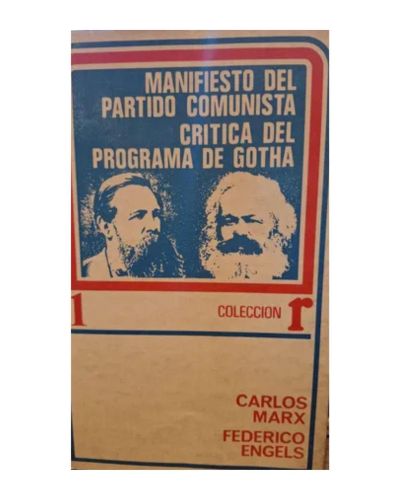 MANIFIESTO DEL
PARTIDO COMUNISTA
CRITICA DEL
PROGRAMA DE GOTHA
1
COLECCION r
CARLOS
MARX
FEDERICO
ENGELS